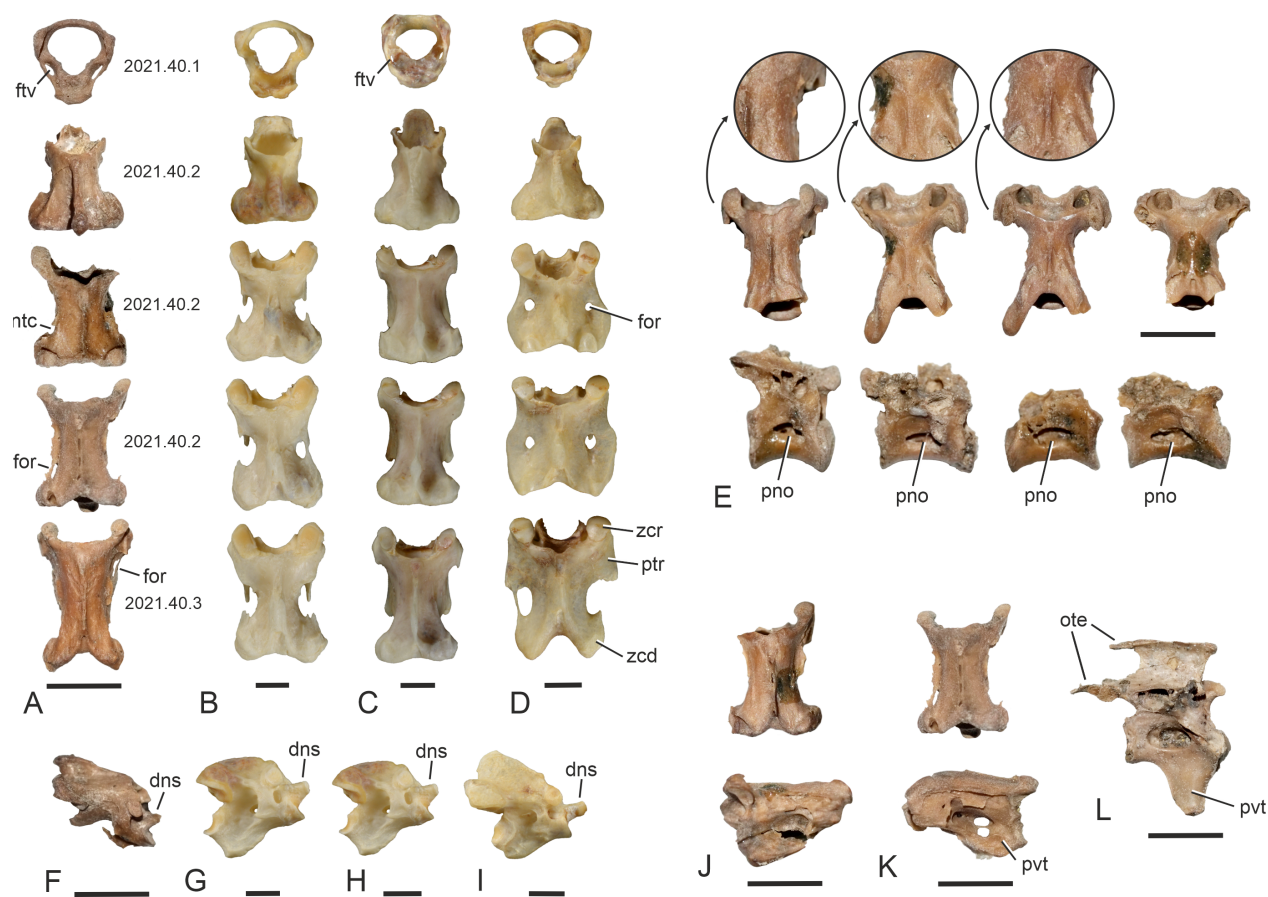 ftv
2021.40.1
ftv
2021.40.2
ntc
2021.40.2
for
for
2021.40.2
for
2021.40.3
zcr
ptr
zcd
A
B
C
D
pno
pno
pno
pno
E
dns
dns
dns
dns
F
G
H
I
ote
pvt
pvt
J
K
L